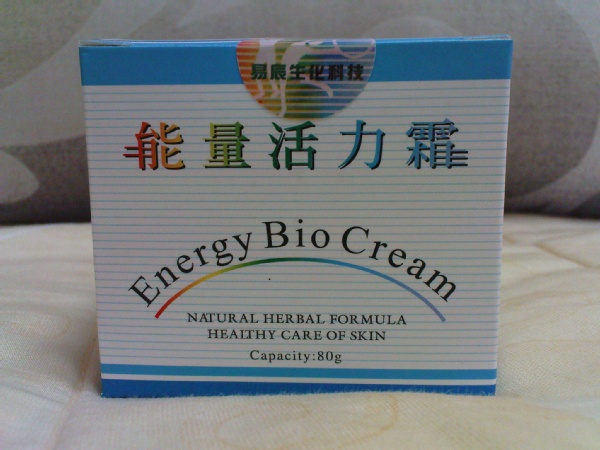 易宸生化科技
能量活力霜
Energy Bio Cream
NATURAL HERBAL FORMULA
HEALTHY CARE OF SKIN
Capacity:80g